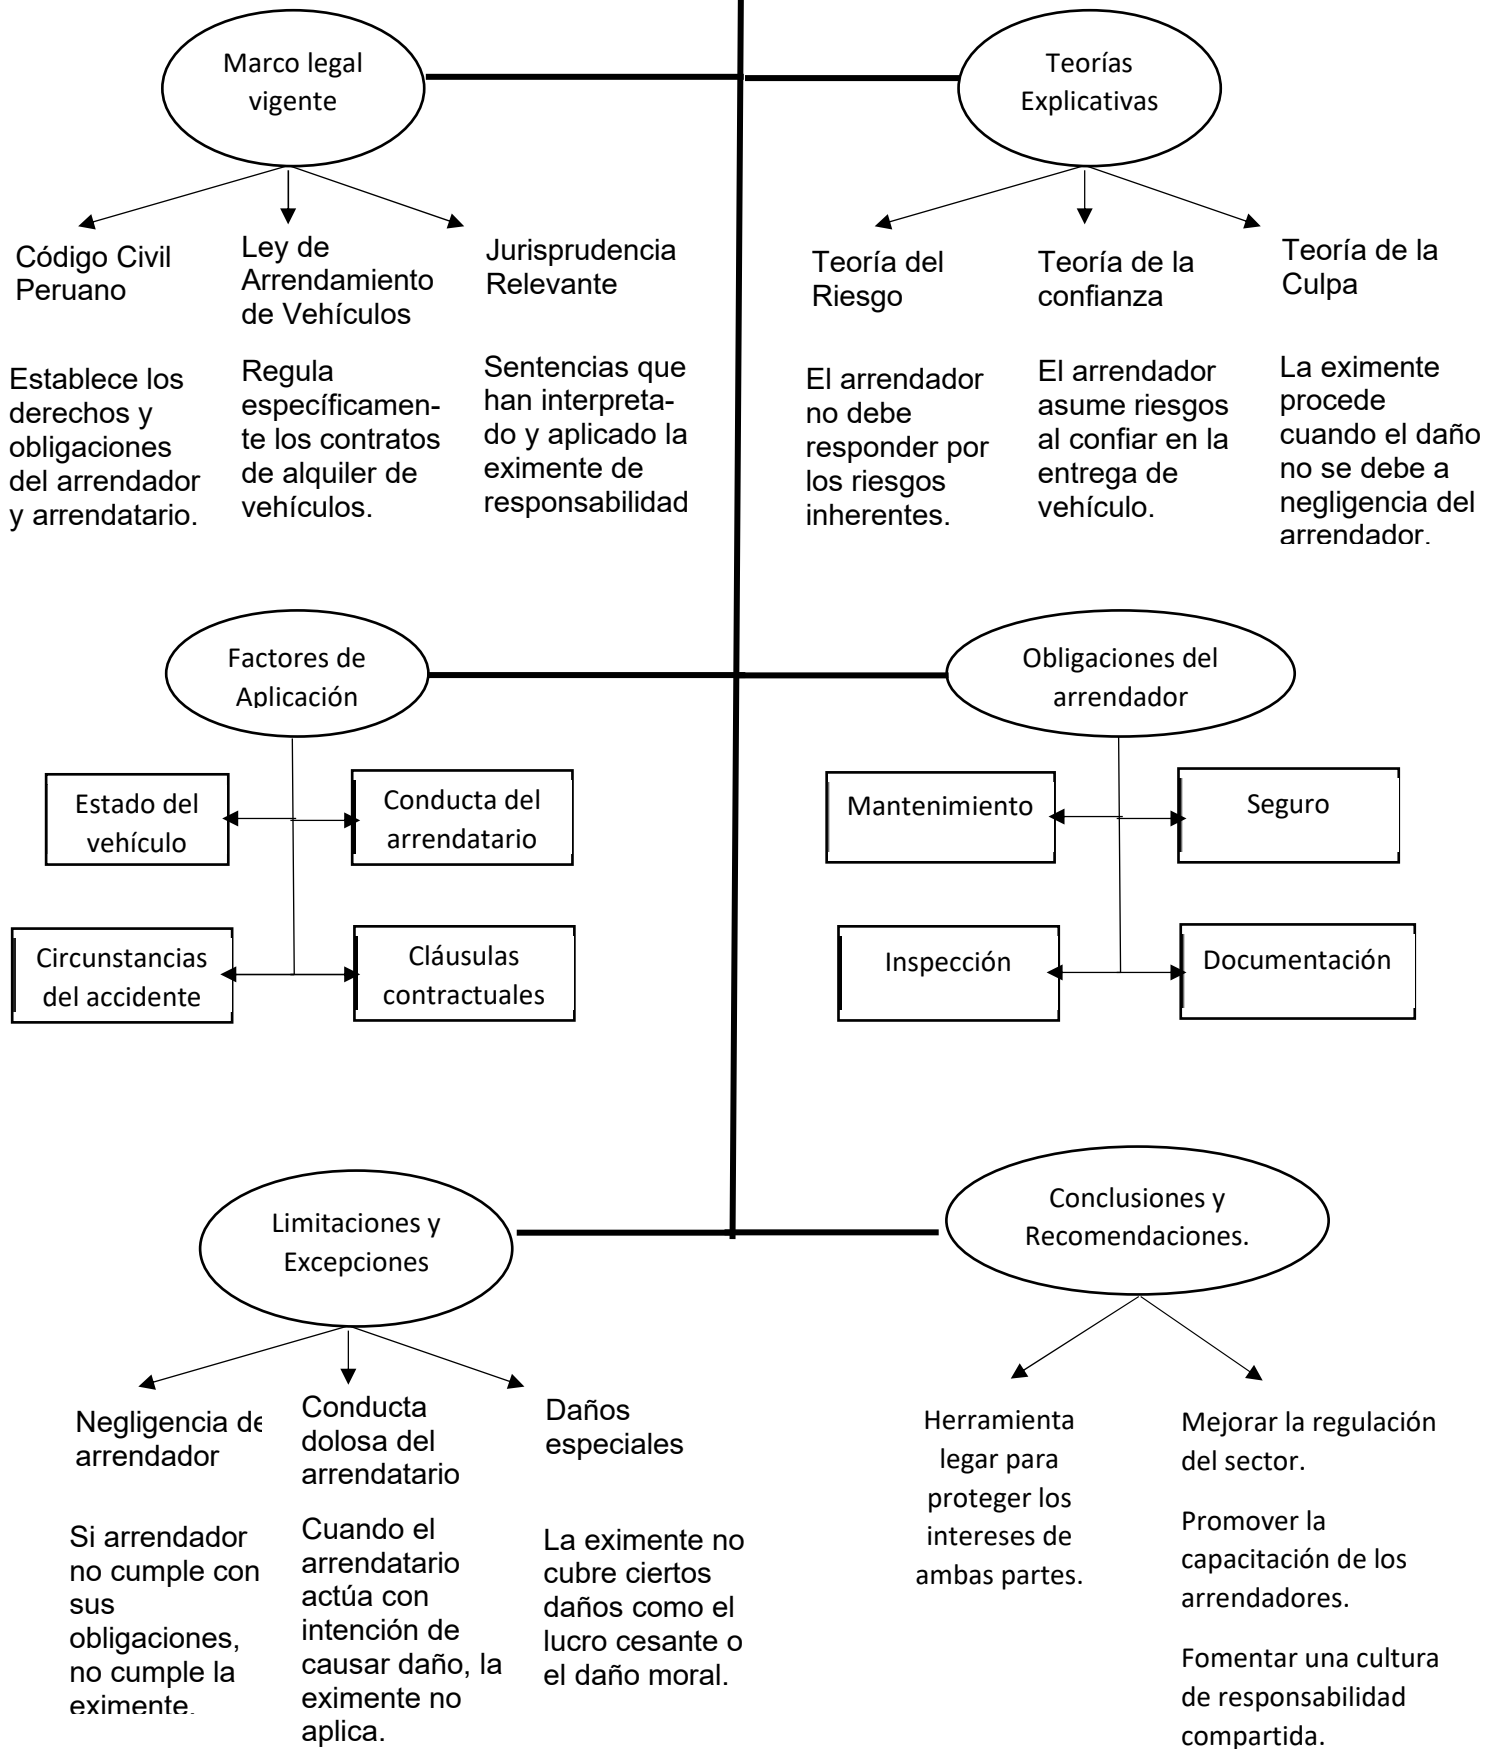 Marco legal
vigente
Código Civil
Peruano
Establece los
derechos y
obligaciones
del arrendador
y arrendatario.
Ley de
Arrendamiento
de Vehículos
Regula
específicamen-
te los contratos
de alquiler de
vehículos.
Jurisprudencia
Relevante
Sentencias que
han interpreta-
do y aplicado la
eximente de
responsabilidad
Teorías
Explicativas
Teoría del
Riesgo
El arrendador
no debe
responder por
los riesgos
inherentes.
Teoría de la
confianza
El arrendador
asume riesgos
al confiar en la
entrega de
vehículo.
Teoría de la
Culpa
La eximente
procede
cuando el daño
no se debe a
negligencia del
arrendador.
Factores de
Aplicación
Estado del
vehículo
Conducta del
arrendatario
Circunstancias
del accidente
Cláusulas
contractuales
Obligaciones del
arrendador
Mantenimiento
Seguro
Inspección
Documentación
Limitaciones y
Excepciones
Negligencia de
arrendador
Si arrendador
no cumple con
sus
obligaciones,
no cumple la
eximente.
Conducta
dolosa del
arrendatario
Cuando el
arrendatario
actúa con
intención de
causar daño, la
eximente no
aplica.
Daños
especiales
La eximente no
cubre ciertos
daños como el
lucro cesante o
el daño moral.
Conclusiones y
Recomendaciones.
Herramienta
legar para
proteger los
intereses de
ambas partes.
Mejorar la regulación
del sector.
Promover la
capacitación de los
arrendadores.
Fomentar una cultura
de responsabilidad
compartida.